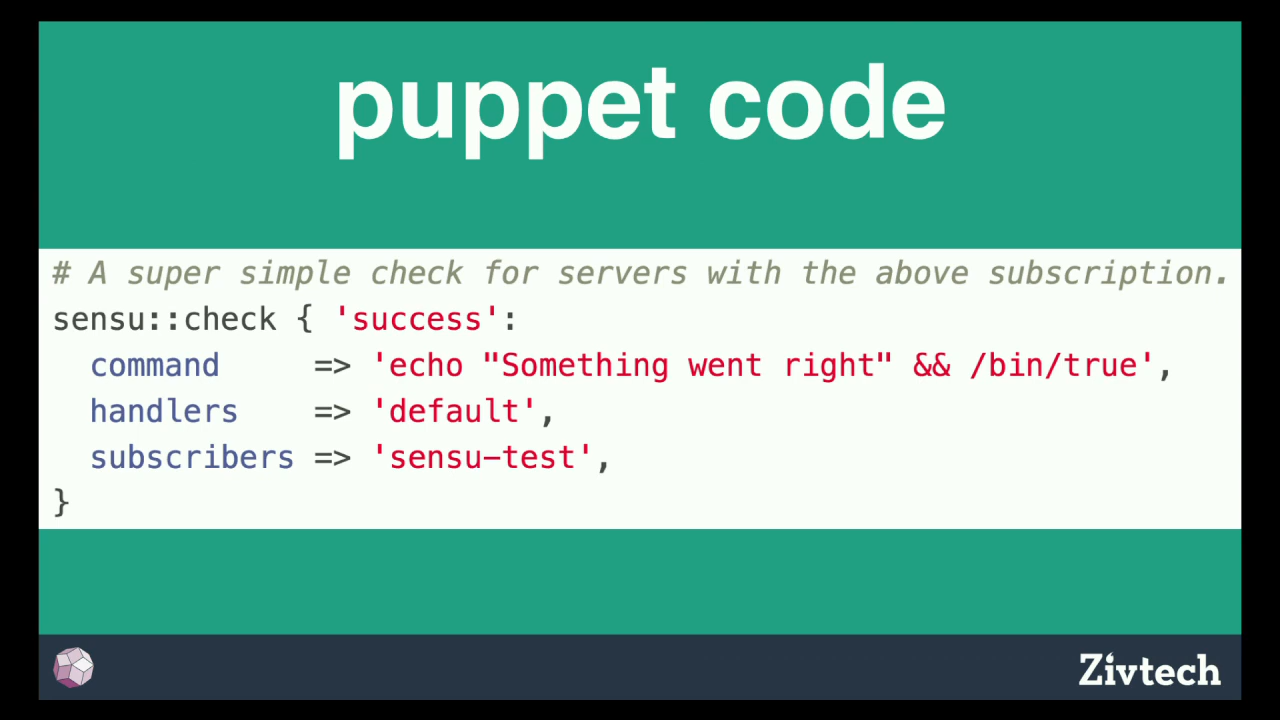 puppet code
# A super simple check for servers with the above subscription.
sensu::check { 'success':
  command     => 'echo "Something went right" && /bin/true',
  handlers    => 'default',
  subscribers => 'sensu-test',
}
Zivtech